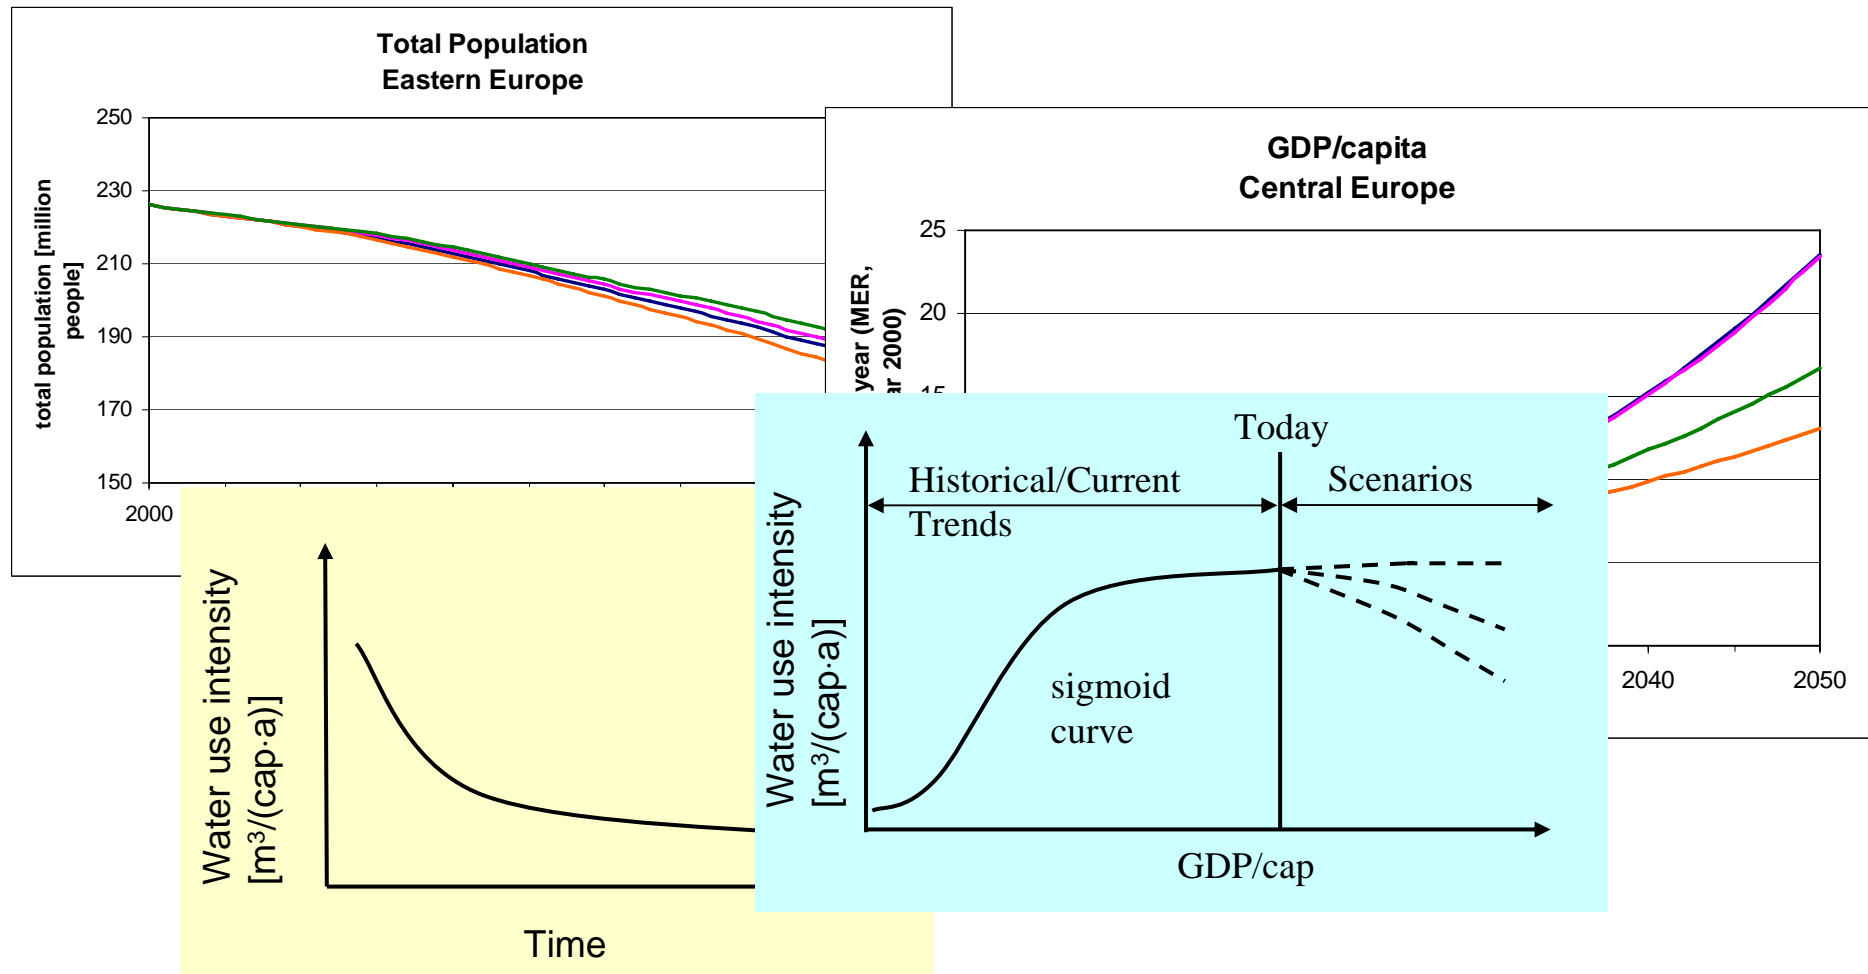 Total Population
Eastern Europe
total population [million
people]
250
230
210
190
170
150
2000
GDP/capita
Central Europe
year (MER,
2000)
25
20
2040
2050
Water use intensity
[m³/(cap·a)]
Time
Today
Historical/Current
Trends
Scenarios
Water use intensity
[m³/(cap·a)]
sigmoid
curve
GDP/cap